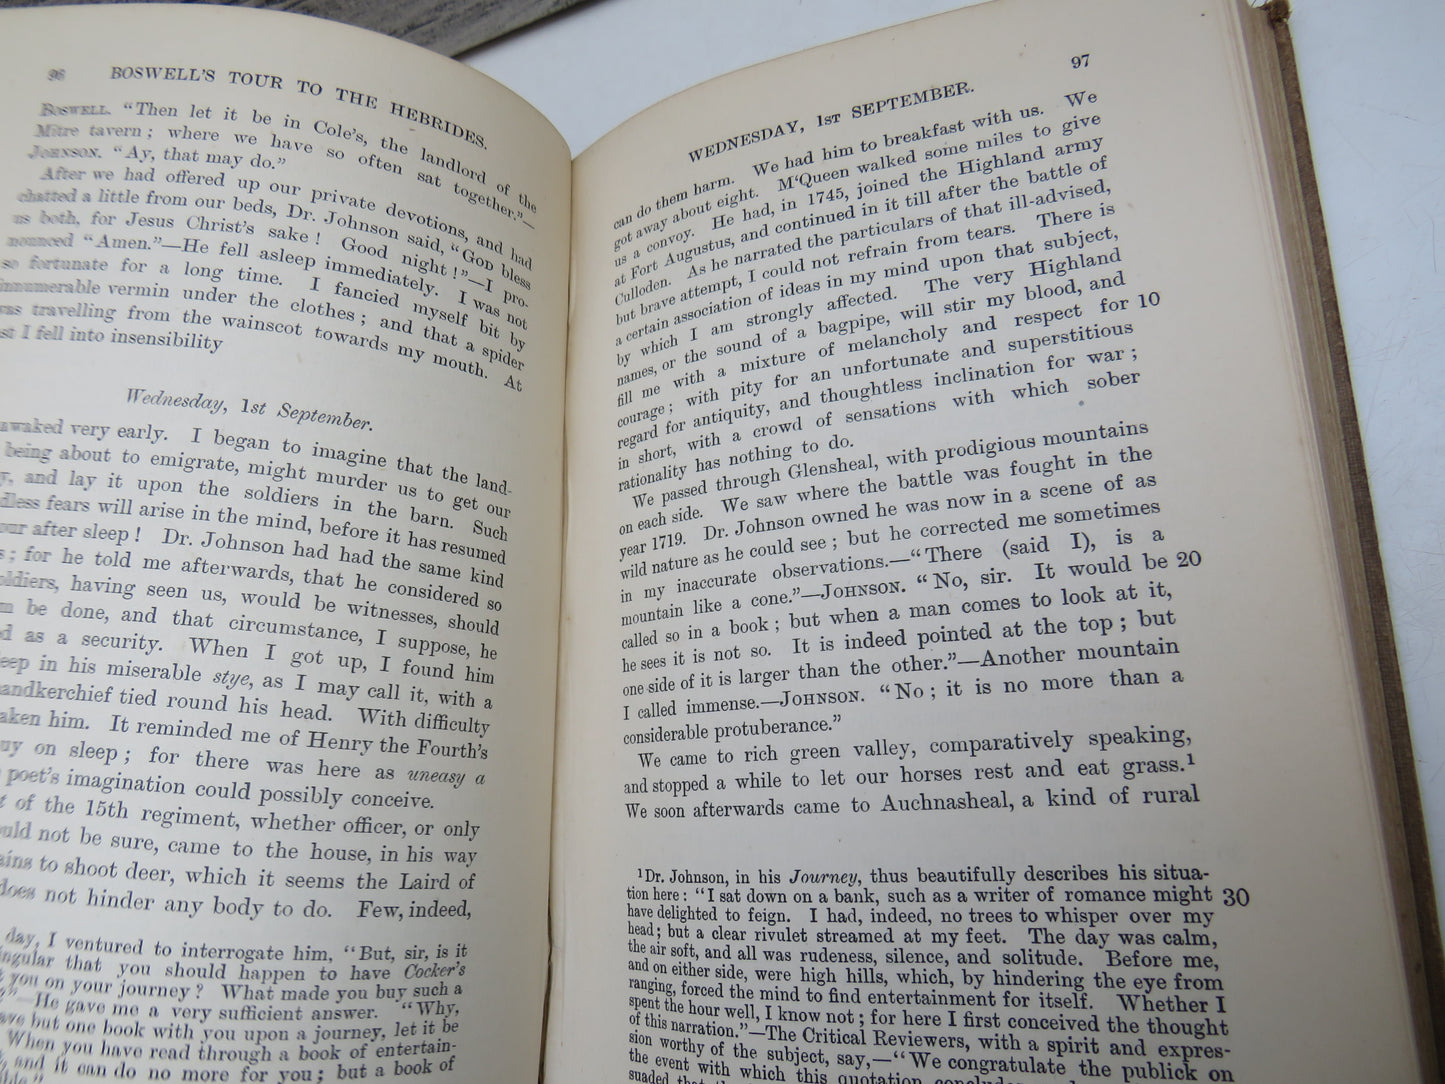 96 BOSWELL'S TOUR TO THE HEBRIDES.
BOSWELL. "Then let it be in Cole's, the landlord of the
Mitre tavern; where we have so often sat together."—
JOHNSON. "Ay, that may do."
After we had offered up our private devotions, and had
chatted a little from our beds, Dr. Johnson said, "GOD bless
us both, for Jesus Christ's sake! Good night!"—I pro-
nounced "Amen."—He fell asleep immediately. I was not
so fortunate for a long time. I fancied myself bit by
innumerable vermin under the clothes; and that a spider
was travelling from the wainscot towards my mouth. At
I fell into insensibility
Wednesday, 1st September.
awaked very early. I began to imagine that the land-
being about to emigrate, might murder us to get our
and lay it upon the soldiers in the barn. Such
fears will arise in the mind, before it has resumed
after sleep! Dr. Johnson had had the same kind
for he told me afterwards, that he considered so
having seen us, would be witnesses, should
be done, and that circumstance, I suppose, he
as a security. When I got up, I found him
in his miserable stye, as I may call it, with a
handkerchief tied round his head. With difficulty
him. It reminded me of Henry the Fourth's
on sleep; for there was here as uneasy a
poet's imagination could possibly conceive.
of the 15th regiment, whether officer, or only
not be sure, came to the house, in his way
to shoot deer, which it seems the Laird of
does not hinder any body to do. Few, indeed,
day, I ventured to interrogate him, "But, sir, is it
that you should happen to have Cocker's
you on your journey? What made you buy such a
—He gave me a very sufficient answer. "Why,
but one book with you upon a journey, let it be
When you have read through a book of entertain-
and it can do no more for you; but a book of
WEDNESDAY, 1ST SEPTEMBER. 97
can do them harm. We had him to breakfast with us. We
got away about eight. M'Queen walked some miles to give
us a convoy. He had, in 1745, joined the Highland army
at Fort Augustus, and continued in it till after the battle of
Culloden. As he narrated the particulars of that ill-advised,
but brave attempt, I could not refrain from tears. There is
a certain association of ideas in my mind upon that subject,
by which I am strongly affected. The very Highland
names, or the sound of a bagpipe, will stir my blood, and
fill me with a mixture of melancholy and respect for 10
courage; with pity for an unfortunate and superstitious
regard for antiquity, and thoughtless inclination for war;
in short, with a crowd of sensations with which sober
rationality has nothing to do.
We passed through Glensheal, with prodigious mountains
on each side. We saw where the battle was fought in the
year 1719. Dr. Johnson owned he was now in a scene of as
wild nature as he could see; but he corrected me sometimes
in my inaccurate observations.—"There (said I), is a
mountain like a cone."—JOHNSON. "No, sir. It would be 20
called so in a book; but when a man comes to look at it,
he sees it is not so. It is indeed pointed at the top; but
one side of it is larger than the other."—Another mountain
I called immense.—JOHNSON. "No; it is no more than a
considerable protuberance."
We came to rich green valley, comparatively speaking,
and stopped a while to let our horses rest and eat grass.1
We soon afterwards came to Auchnasheal, a kind of rural
1 Dr. Johnson, in his Journey, thus beautifully describes his situa-
tion here: "I sat down on a bank, such as a writer of romance might 30
have delighted to feign. I had, indeed, no trees to whisper over my
head; but a clear rivulet streamed at my feet. The day was calm,
the air soft, and all was rudeness, silence, and solitude. Before me,
and on either side, were high hills, which, by hindering the eye from
ranging, forced the mind to find entertainment for itself. Whether I
spent the hour well, I know not; for here I first conceived the thought
of this narration."—The Critical Reviewers, with a spirit and expres-
sion worthy of the subject, say,—"We congratulate the publick on
the event with which this quotation
suaded that